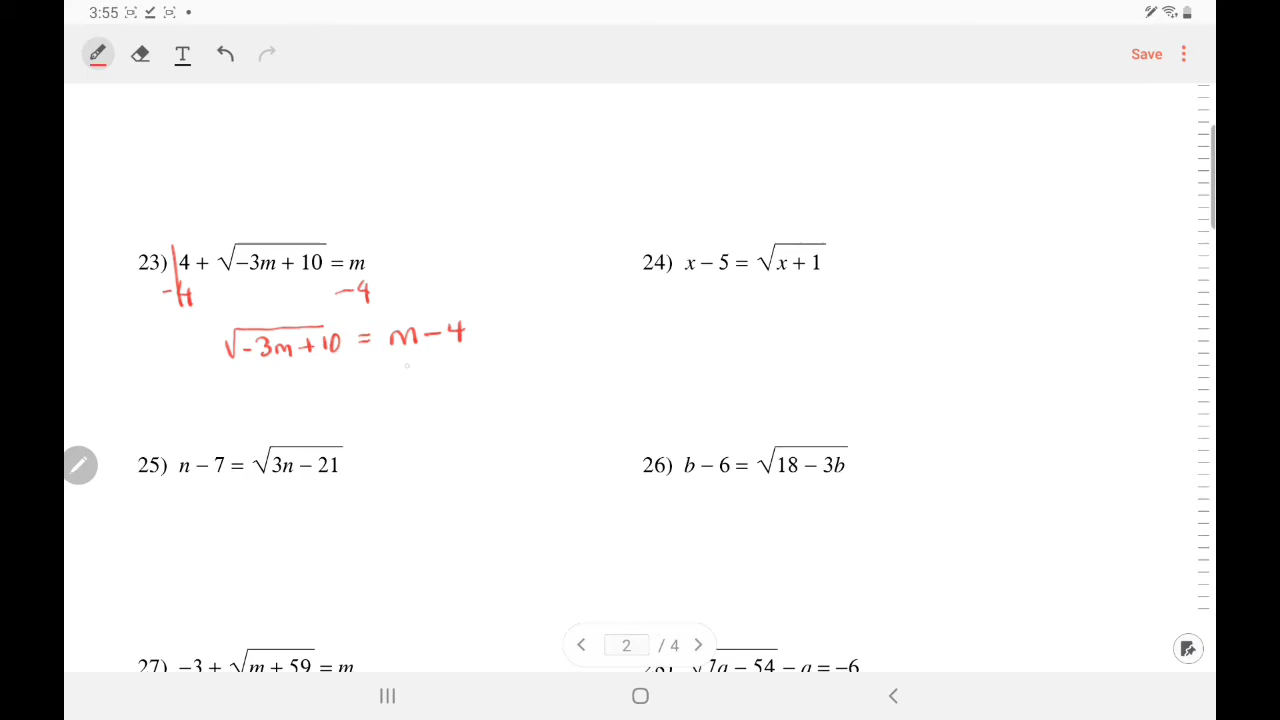 3:55
Save
23) 4 + √(-3m + 10) = m
-4 -4
√(-3m+10) = m-4
24) x - 5 = √(x + 1)
25) n - 7 = √(3n - 21)
26) b - 6 = √(18 - 3b)
27) -3 + √(m + 59) = m
- a = -6
2 / 4